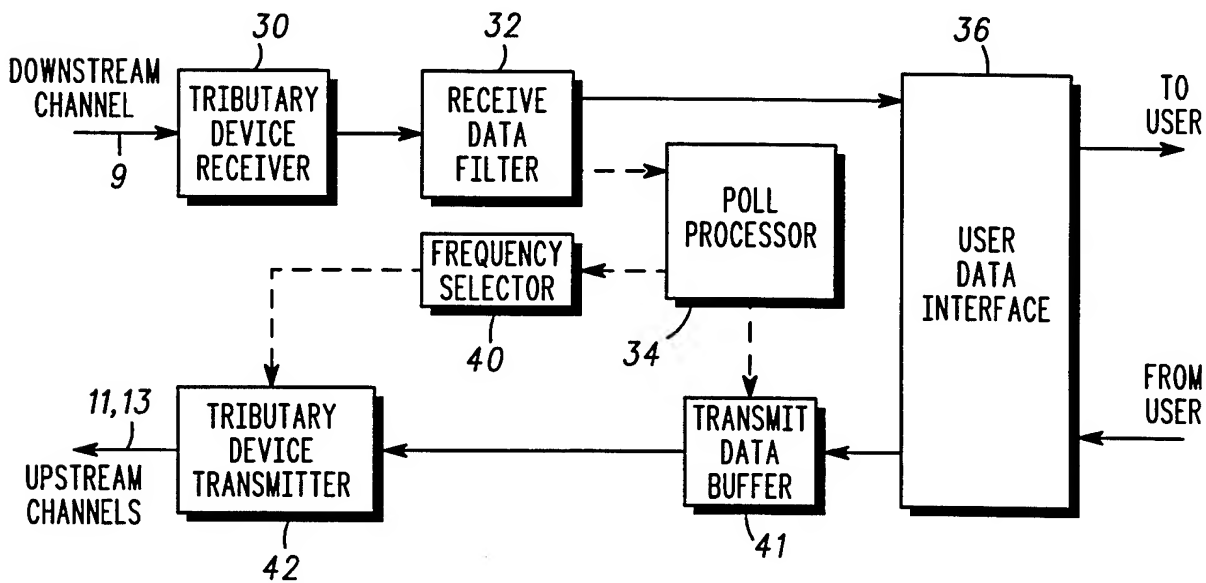 30
32
36
DOWNSTREAM
CHANNEL
9
TRIBUTARY
DEVICE
RECEIVER
RECEIVE
DATA
FILTER
TO
USER
POLL
PROCESSOR
34
FREQUENCY
SELECTOR
40
USER
DATA
INTERFACE
11,13
UPSTREAM
CHANNELS
TRIBUTARY
DEVICE
TRANSMITTER
42
TRANSMIT
DATA
BUFFER
41
FROM
USER